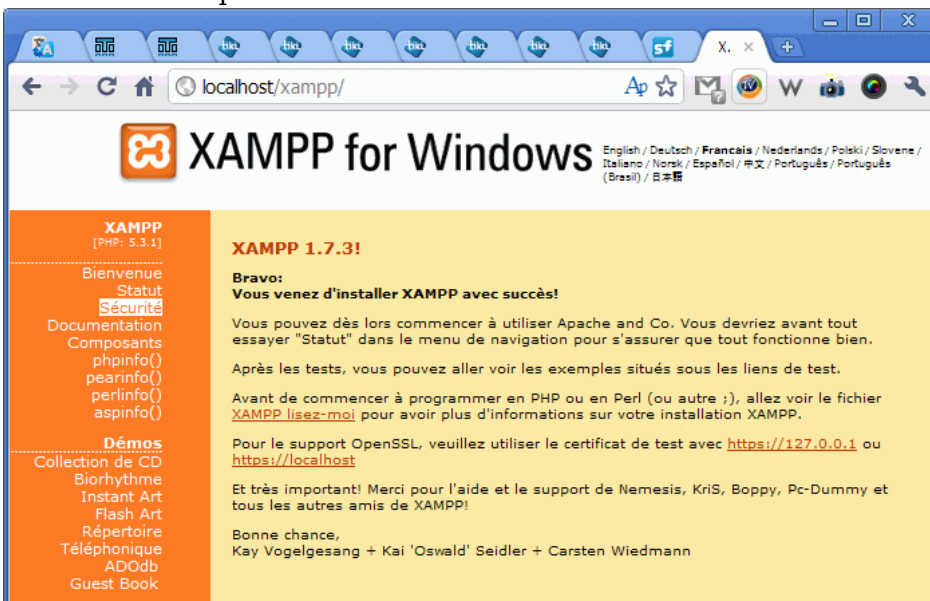 X.
localhost/xampp/
XAMPP for Windows
English / Deutsch / Francais / Nederlands / Polski / Slovene /
Italiano / Norsk / Español / 中文 / Português / Português
(Brasil) / 日本語
XAMPP
[PHP: 5.3.1]
Bienvenue
Statut
Sécurité
Documentation
Composants
phpinfo()
pearinfo()
perlinfo()
aspinfo()
Démos
Collection de CD
Biorhythme
Instant Art
Flash Art
Répertoire
Téléphonique
ADOdb
Guest Book
XAMPP 1.7.3!
Bravo:
Vous venez d'installer XAMPP avec succès!
Vous pouvez dès lors commencer à utiliser Apache and Co. Vous devriez avant tout
essayer "Statut" dans le menu de navigation pour s'assurer que tout fonctionne bien.
Après les tests, vous pouvez aller voir les exemples situés sous les liens de test.
Avant de commencer à programmer en PHP ou en Perl (ou autre ;), allez voir le fichier
XAMPP lisez-moi pour avoir plus d'informations sur votre installation XAMPP.
Pour le support OpenSSL, veuillez utiliser le certificat de test avec https://127.0.0.1 ou
https://localhost
Et très important! Merci pour l'aide et le support de Nemesis, KriS, Boppy, Pc-Dummy et
tous les autres amis de XAMPP!
Bonne chance,
Kay Vogelgesang + Kai 'Oswald' Seidler + Carsten Wiedmann